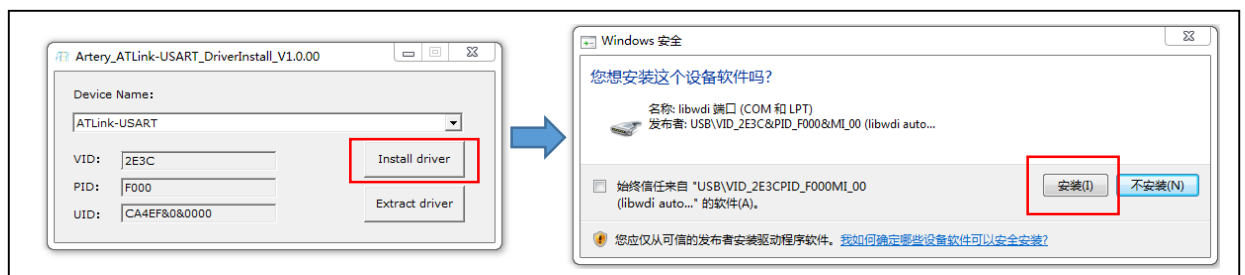 Artery_ATLink-USART_DriverInstall_V1.0.00
Device Name:
ATLink-USART
VID: 2E3C
Install driver
PID: F000
UID: CA4EF&0&0000
Extract driver
Windows 安全
您想安装这个设备软件吗?
名称: libwdi 端口 (COM 和 LPT)
发布者: USB\VID_2E3C&PID_F000&MI_00 (libwdi auto...
始终信任来自 "USB\VID_2E3CPID_F000MI_00
(libwdi auto..." 的软件(A)。
安装(I)
不安装(N)
您应仅从可信的发布者安装驱动程序软件。我如何确定哪些设备软件可以安全安装?